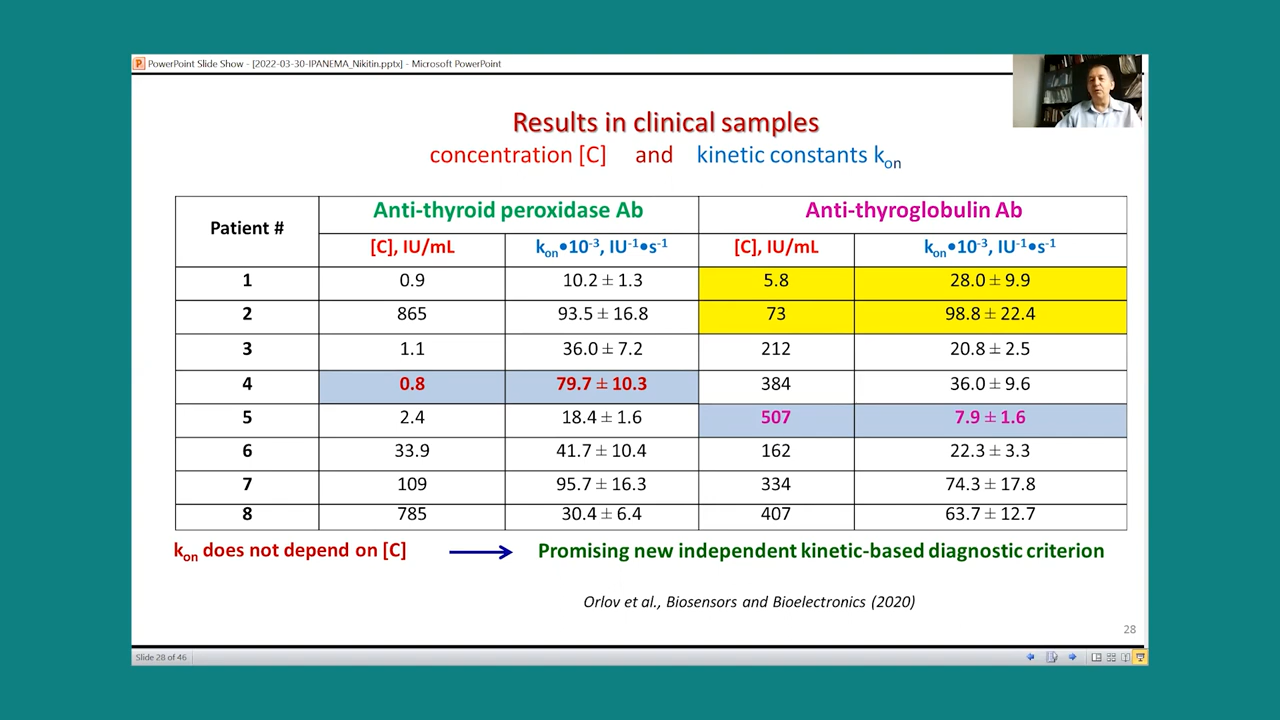 PowerPoint Slide Show - [2022-03-30-IPANEMA_Nikitin.pptx] - Microsoft PowerPoint
Results in clinical samples
concentration [C] and kinetic constants kon
Patient # Anti-thyroid peroxidase Ab Anti-thyroglobulin Ab
[C], IU/mL kon•10-3, IU-1•s-1 [C], IU/mL kon•10-3, IU-1•s-1
1 0.9 10.2 ± 1.3 5.8 28.0 ± 9.9
2 865 93.5 ± 16.8 73 98.8 ± 22.4
3 1.1 36.0 ± 7.2 212 20.8 ± 2.5
4 0.8 79.7 ± 10.3 384 36.0 ± 9.6
5 2.4 18.4 ± 1.6 507 7.9 ± 1.6
6 33.9 41.7 ± 10.4 162 22.3 ± 3.3
7 109 95.7 ± 16.3 334 74.3 ± 17.8
8 785 30.4 ± 6.4 407 63.7 ± 12.7
kon does not depend on [C] Promising new independent kinetic-based diagnostic criterion
Orlov et al., Biosensors and Bioelectronics (2020)
28
Slide 28 of 46